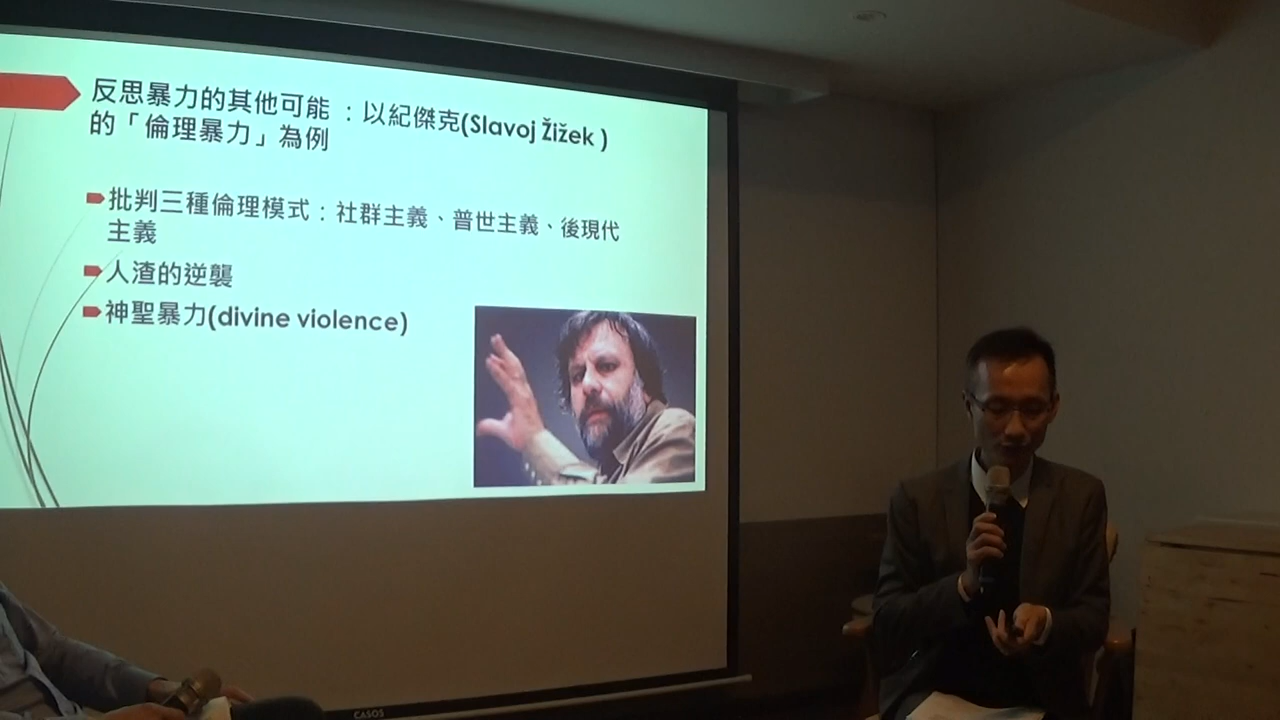 反思暴力的其他可能 ：以紀傑克(Slavoj Žižek )
的「倫理暴力」為例
批判三種倫理模式：社群主義、普世主義、後現代
主義
人渣的逆襲
神聖暴力(divine violence)
CASOS